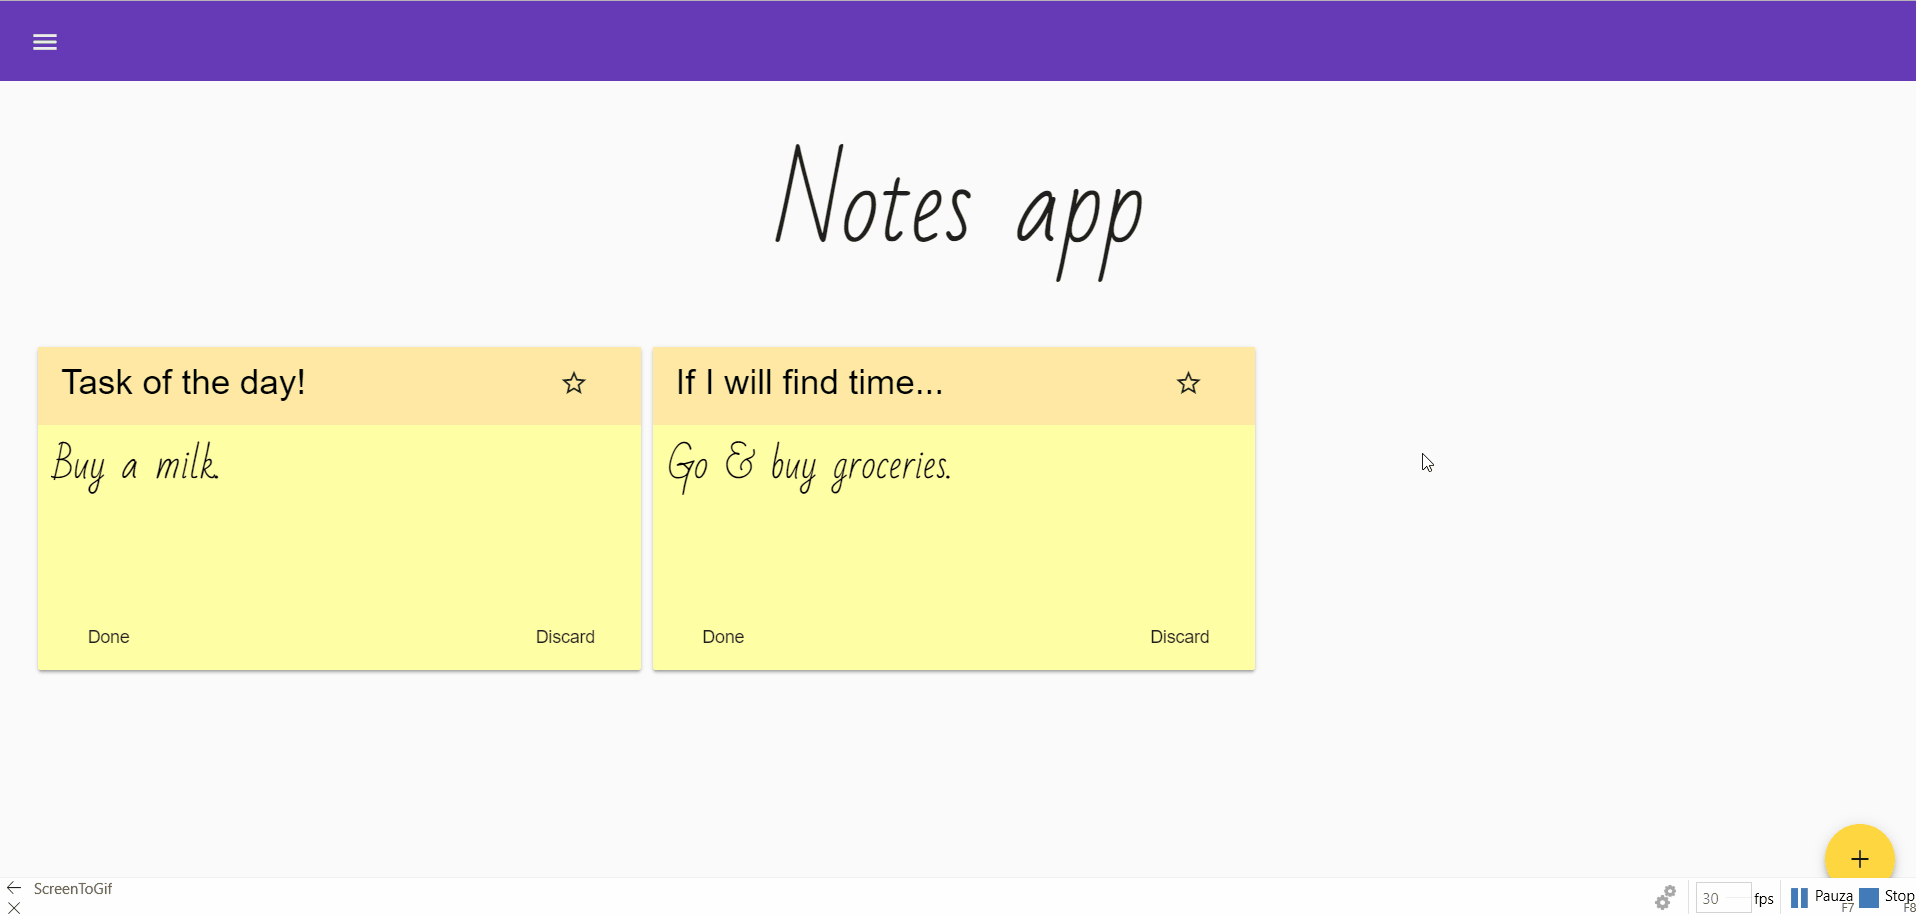 Notes app
Task of the day!
Buy a milk.
Done Discard
If I will find time...
Go & buy groceries.
Done Discard
+
ScreenToGif
30 fps Pauza Stop
F7 F8